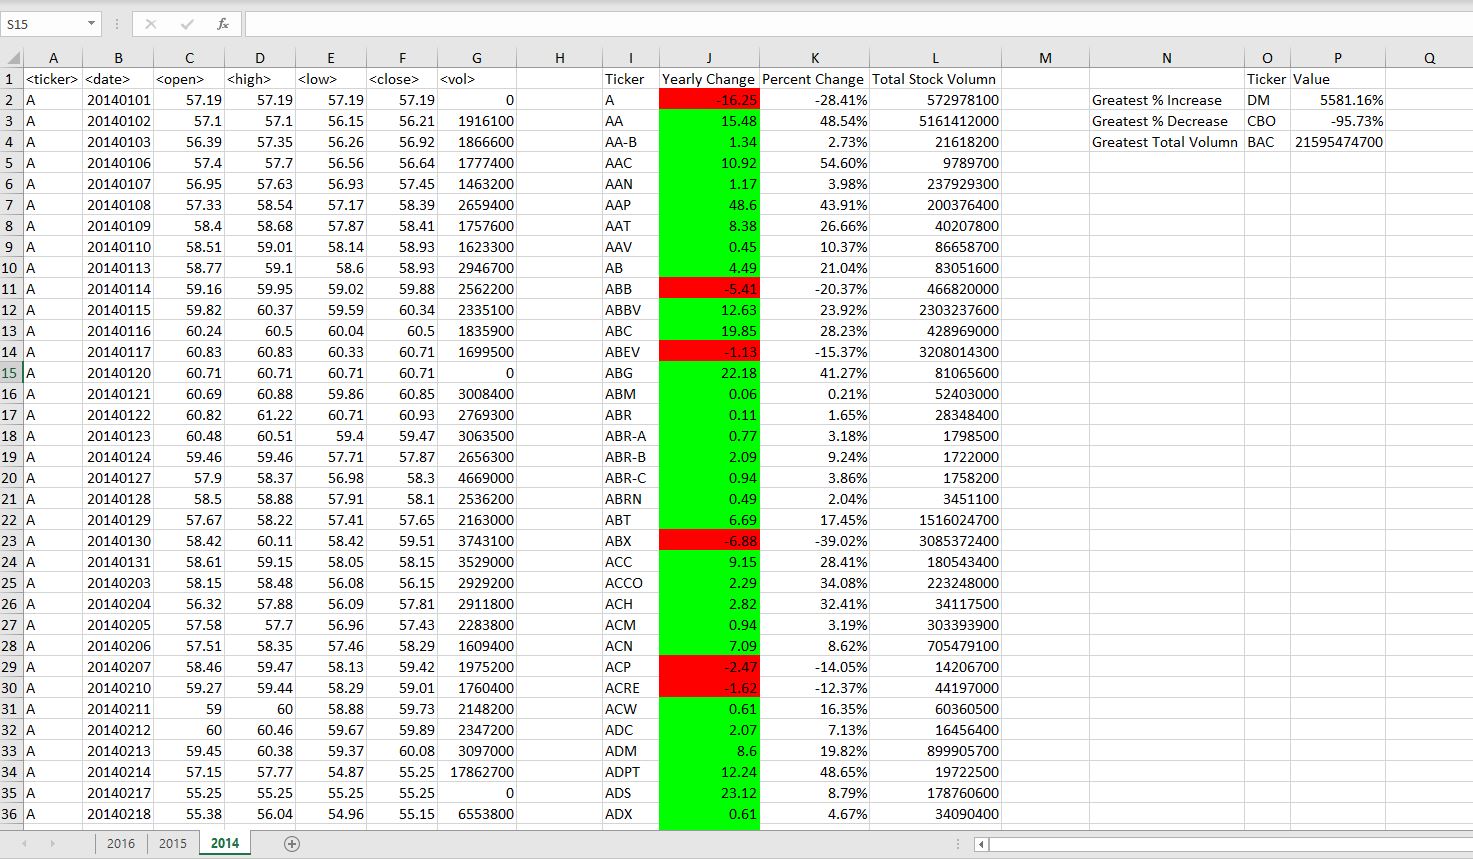 S15 fx
A B C D E F G H I J K L M N O P Q
1 <ticker> <date> <open> <high> <low> <close> <vol> Ticker Yearly Change Percent Change Total Stock Volumn Ticker Value
2 A 20140101 57.19 57.19 57.19 57.19 0 A -16.25 -28.41% 572978100 Greatest % Increase DM 5581.16%
3 A 20140102 57.1 57.1 56.15 56.21 1916100 AA 15.48 48.54% 5161412000 Greatest % Decrease CBO -95.73%
4 A 20140103 56.39 57.35 56.26 56.92 1866600 AA-B 1.34 2.73% 21618200 Greatest Total Volumn BAC 21595474700
5 A 20140106 57.4 57.7 56.56 56.64 1777400 AAC 10.92 54.60% 9789700
6 A 20140107 56.95 57.63 56.93 57.45 1463200 AAN 1.17 3.98% 237929300
7 A 20140108 57.33 58.54 57.17 58.39 2659400 AAP 48.6 43.91% 200376400
8 A 20140109 58.4 58.68 57.87 58.41 1757600 AAT 8.38 26.66% 40207800
9 A 20140110 58.51 59.01 58.14 58.93 1623300 AAV 0.45 10.37% 86658700
10 A 20140113 58.77 59.1 58.6 58.93 2946700 AB 4.49 21.04% 83051600
11 A 20140114 59.16 59.95 59.02 59.88 2562200 ABB -5.41 -20.37% 466820000
12 A 20140115 59.82 60.37 59.59 60.34 2335100 ABBV 12.63 23.92% 2303237600
13 A 20140116 60.24 60.5 60.04 60.5 1835900 ABC 19.85 28.23% 428969000
14 A 20140117 60.83 60.83 60.33 60.71 1699500 ABEV -1.13 -15.37% 3208014300
15 A 20140120 60.71 60.71 60.71 60.71 0 ABG 22.18 41.27% 81065600
16 A 20140121 60.69 60.88 59.86 60.85 3008400 ABM 0.06 0.21% 52403000
17 A 20140122 60.82 61.22 60.71 60.93 2769300 ABR 0.11 1.65% 28348400
18 A 20140123 60.48 60.51 59.4 59.47 3063500 ABR-A 0.77 3.18% 1798500
19 A 20140124 59.46 59.46 57.71 57.87 2656300 ABR-B 2.09 9.24% 1722000
20 A 20140127 57.9 58.37 56.98 58.3 4669000 ABR-C 0.94 3.86% 1758200
21 A 20140128 58.5 58.88 57.91 58.1 2536200 ABRN 0.49 2.04% 3451100
22 A 20140129 57.67 58.22 57.41 57.65 2163000 ABT 6.69 17.45% 1516024700
23 A 20140130 58.42 60.11 58.42 59.51 3743100 ABX -6.88 -39.02% 3085372400
24 A 20140131 58.61 59.15 58.05 58.15 3529000 ACC 9.15 28.41% 180543400
25 A 20140203 58.15 58.48 56.08 56.15 2929200 ACCO 2.29 34.08% 223248000
26 A 20140204 56.32 57.88 56.09 57.81 2911800 ACH 2.82 32.41% 34117500
27 A 20140205 57.58 57.7 56.96 57.43 2283800 ACM 0.94 3.19% 303393900
28 A 20140206 57.51 58.35 57.46 58.29 1609400 ACN 7.09 8.62% 705479100
29 A 20140207 58.46 59.47 58.13 59.42 1975200 ACP -2.47 -14.05% 14206700
30 A 20140210 59.27 59.44 58.29 59.01 1760400 ACRE -1.62 -12.37% 44197000
31 A 20140211 59 60 58.88 59.73 2148200 ACW 0.61 16.35% 60360500
32 A 20140212 60 60.46 59.67 59.89 2347200 ADC 2.07 7.13% 16456400
33 A 20140213 59.45 60.38 59.37 60.08 3097000 ADM 8.6 19.82% 899905700
34 A 20140214 57.15 57.77 54.87 55.25 17862700 ADPT 12.24 48.65% 19722500
35 A 20140217 55.25 55.25 55.25 55.25 0 ADS 23.12 8.79% 178760600
36 A 20140218 55.38 56.04 54.96 55.15 6553800 ADX 0.61 4.67% 34090400
2016 2015 2014